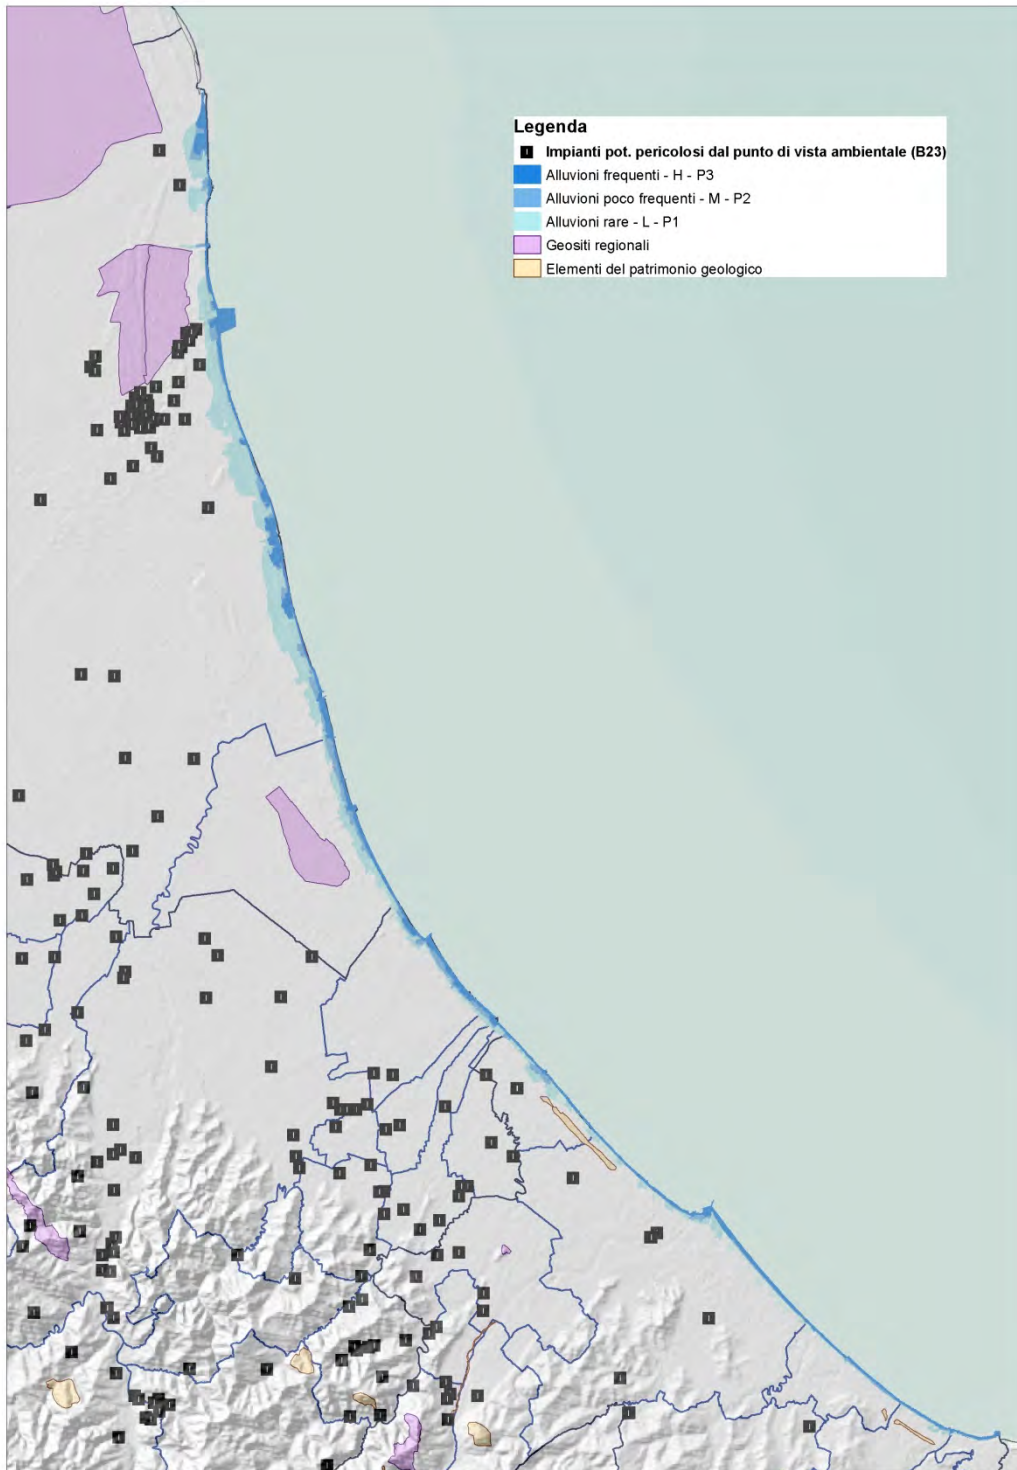 Legenda
Impianti pot. pericolosi dal punto di vista ambientale (B23)
Alluvioni frequenti - H - P3
Alluvioni poco frequenti - M - P2
Alluvioni rare - L - P1
Geositi regionali
Elementi del patrimonio geologico